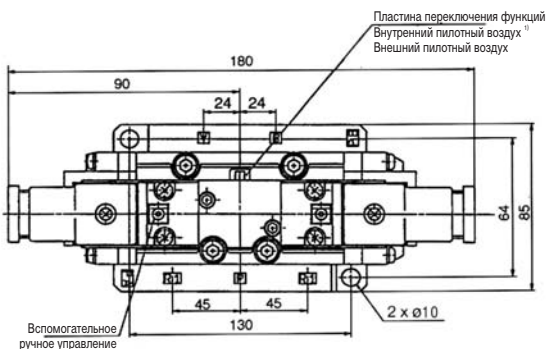 Пластина переключения функций
Внутренний пилотный воздух ¹⁾
Внешний пилотный воздух
180
90
24 24
64
85
45 45
2 x ø10
130
Вспомогательное
ручное управление